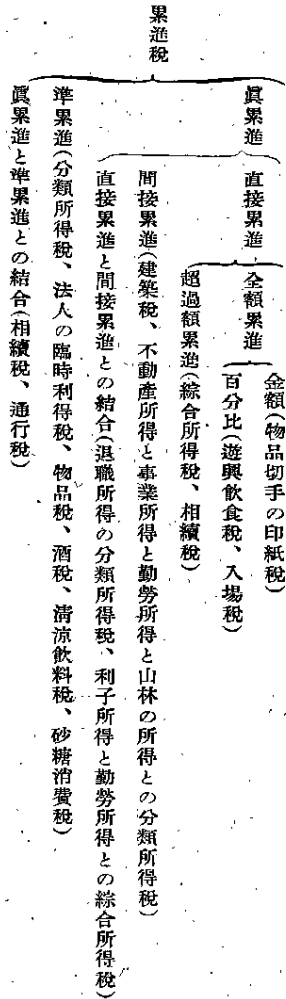 累進稅
眞累進
直接累進
全額累進
金額(物品切手の印紙稅)
百分比(遊興飮食稅、入場稅)
超過額累進(綜合所得稅、相續稅)
間接累進(建築稅、不動產所得と事業所得と勤勞所得と山林の所得との分類所得稅)
直接累進と間接累進との結合(退職所得の分類所得稅、利子所得と勤勞所得との綜合所得稅)
準累進(分類所得稅、法人の臨時利得稅、物品稅、酒稅、淸涼飮料稅、砂糖消費稅)
眞累進と準累進との結合(相續稅、通行稅)